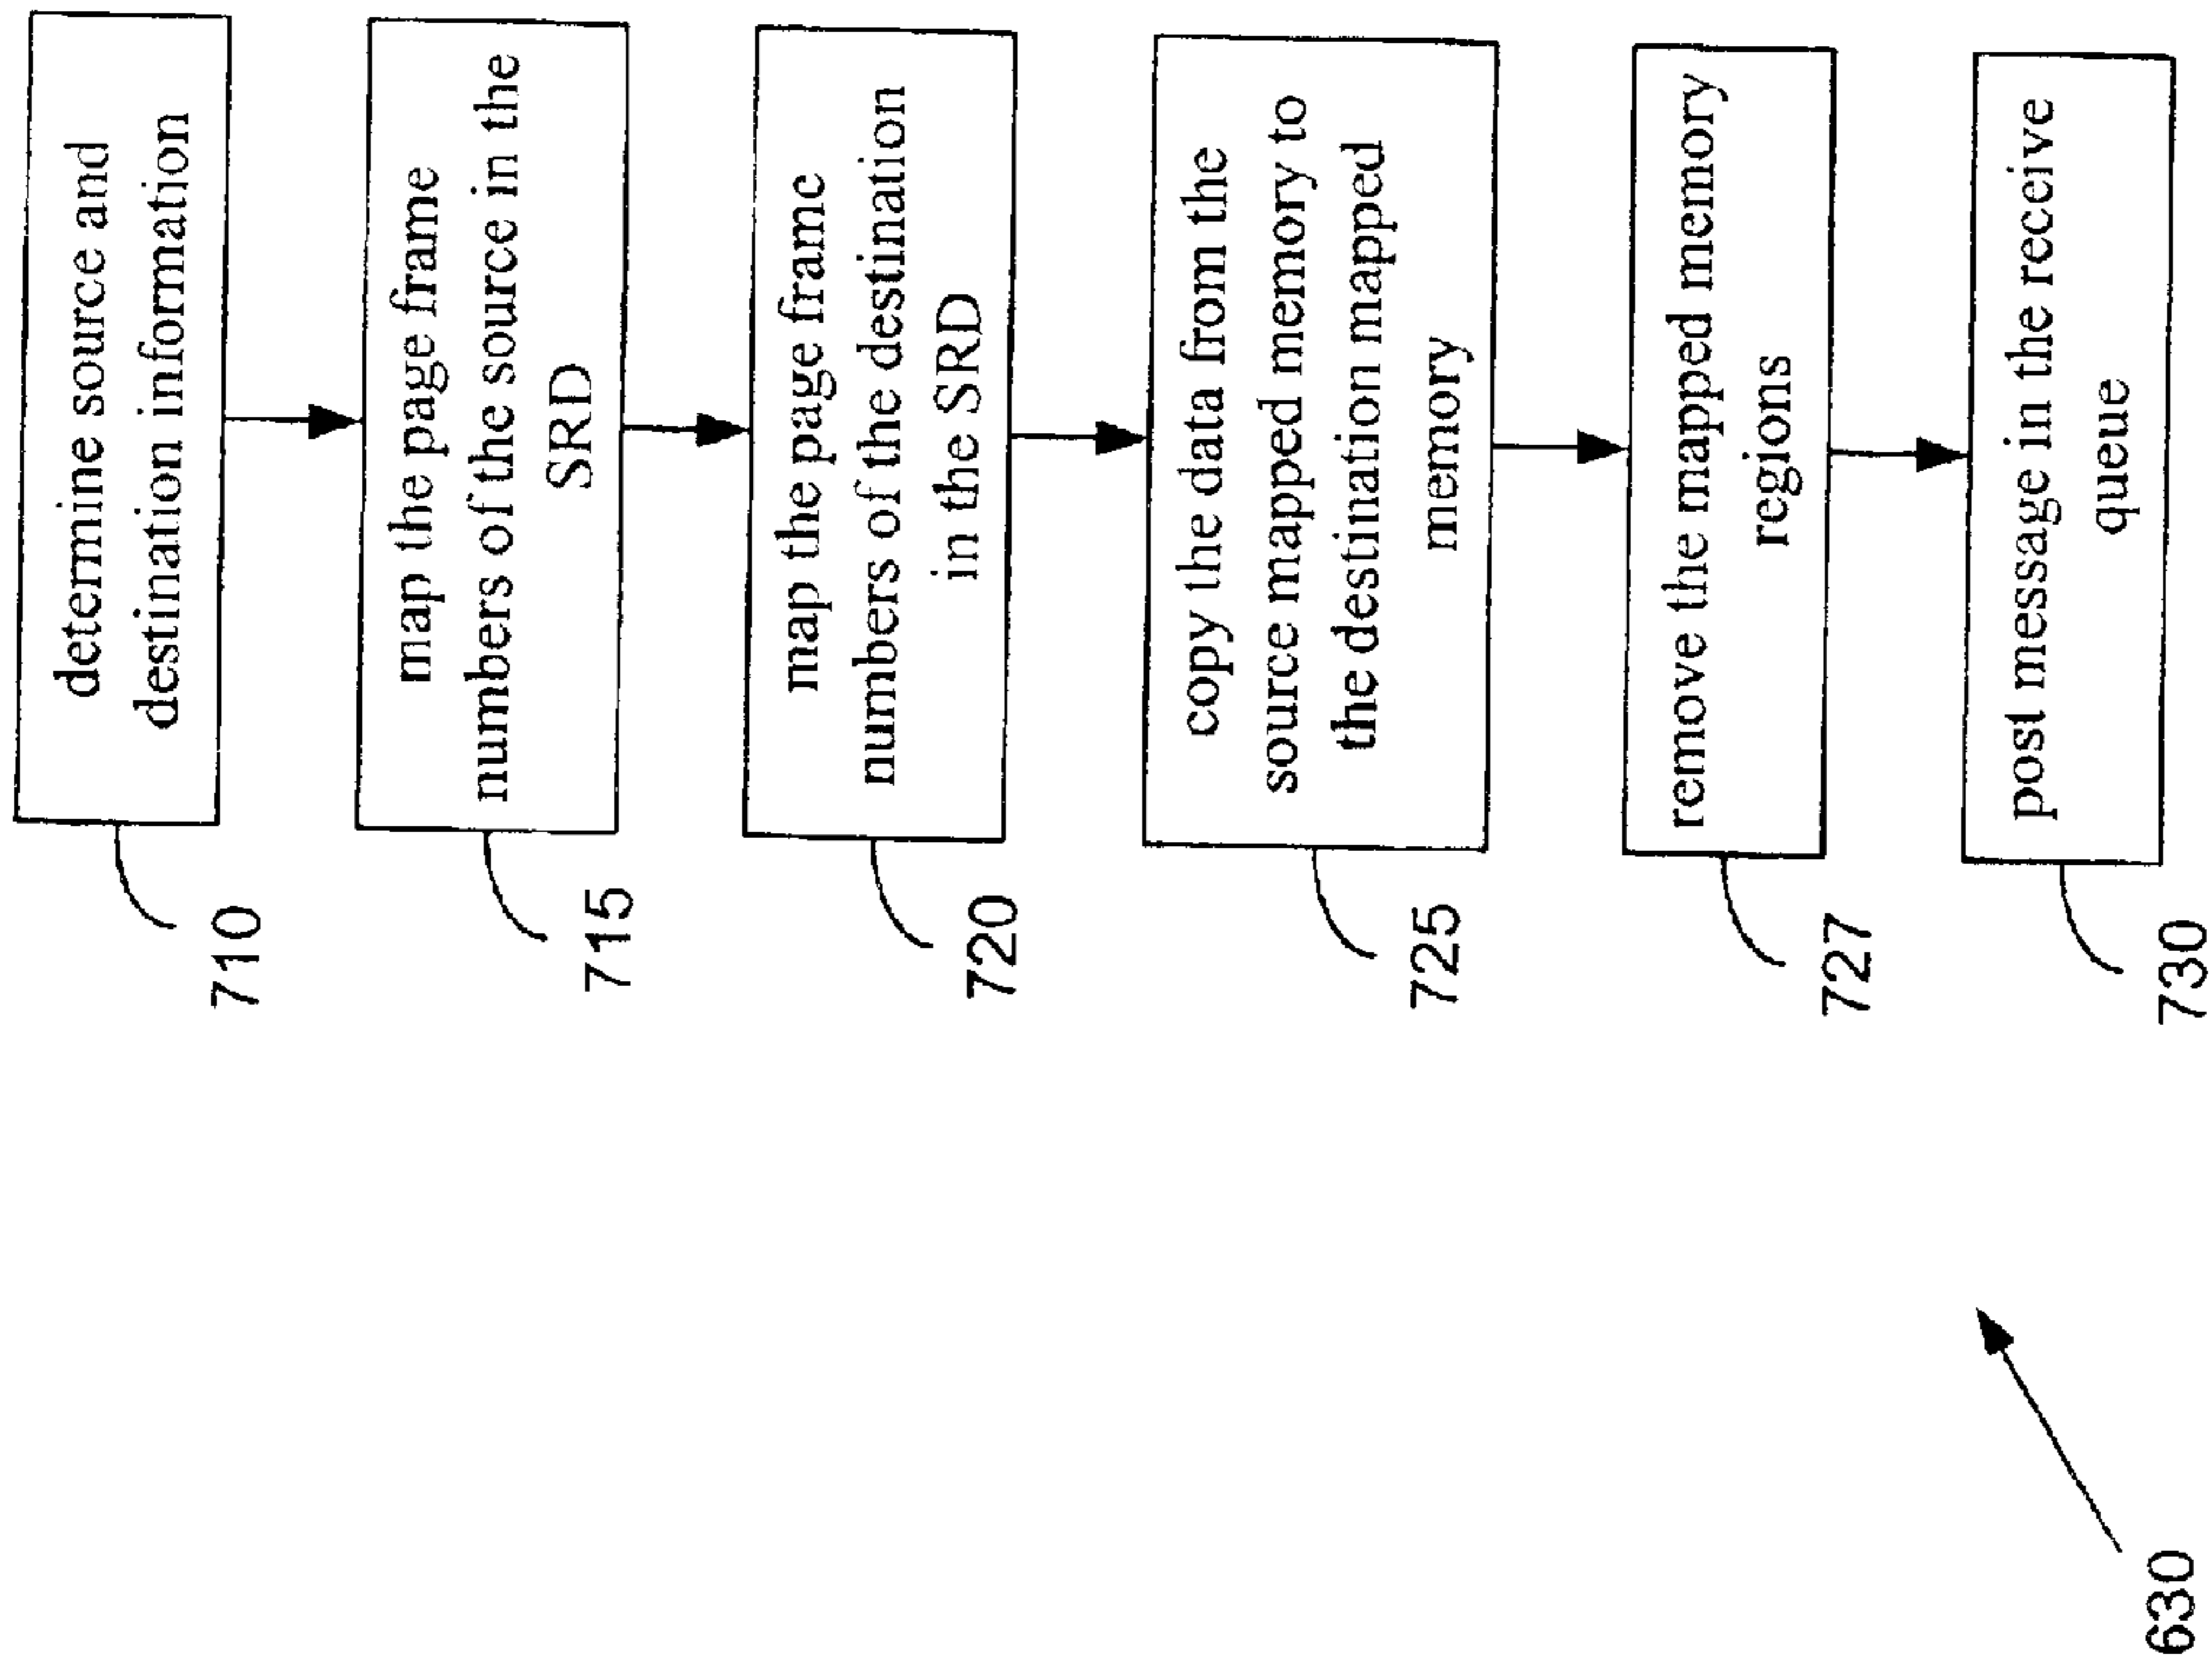 determine source and
destination information
710
map the page frame
numbers of the source in the
SRD
715
map the page frame
numbers of the destination
in the SRD
720
copy the data from the
source mapped memory to
the destination mapped
memory
725
remove the mapped memory
regions
727
post message in the receive
queue
730
630